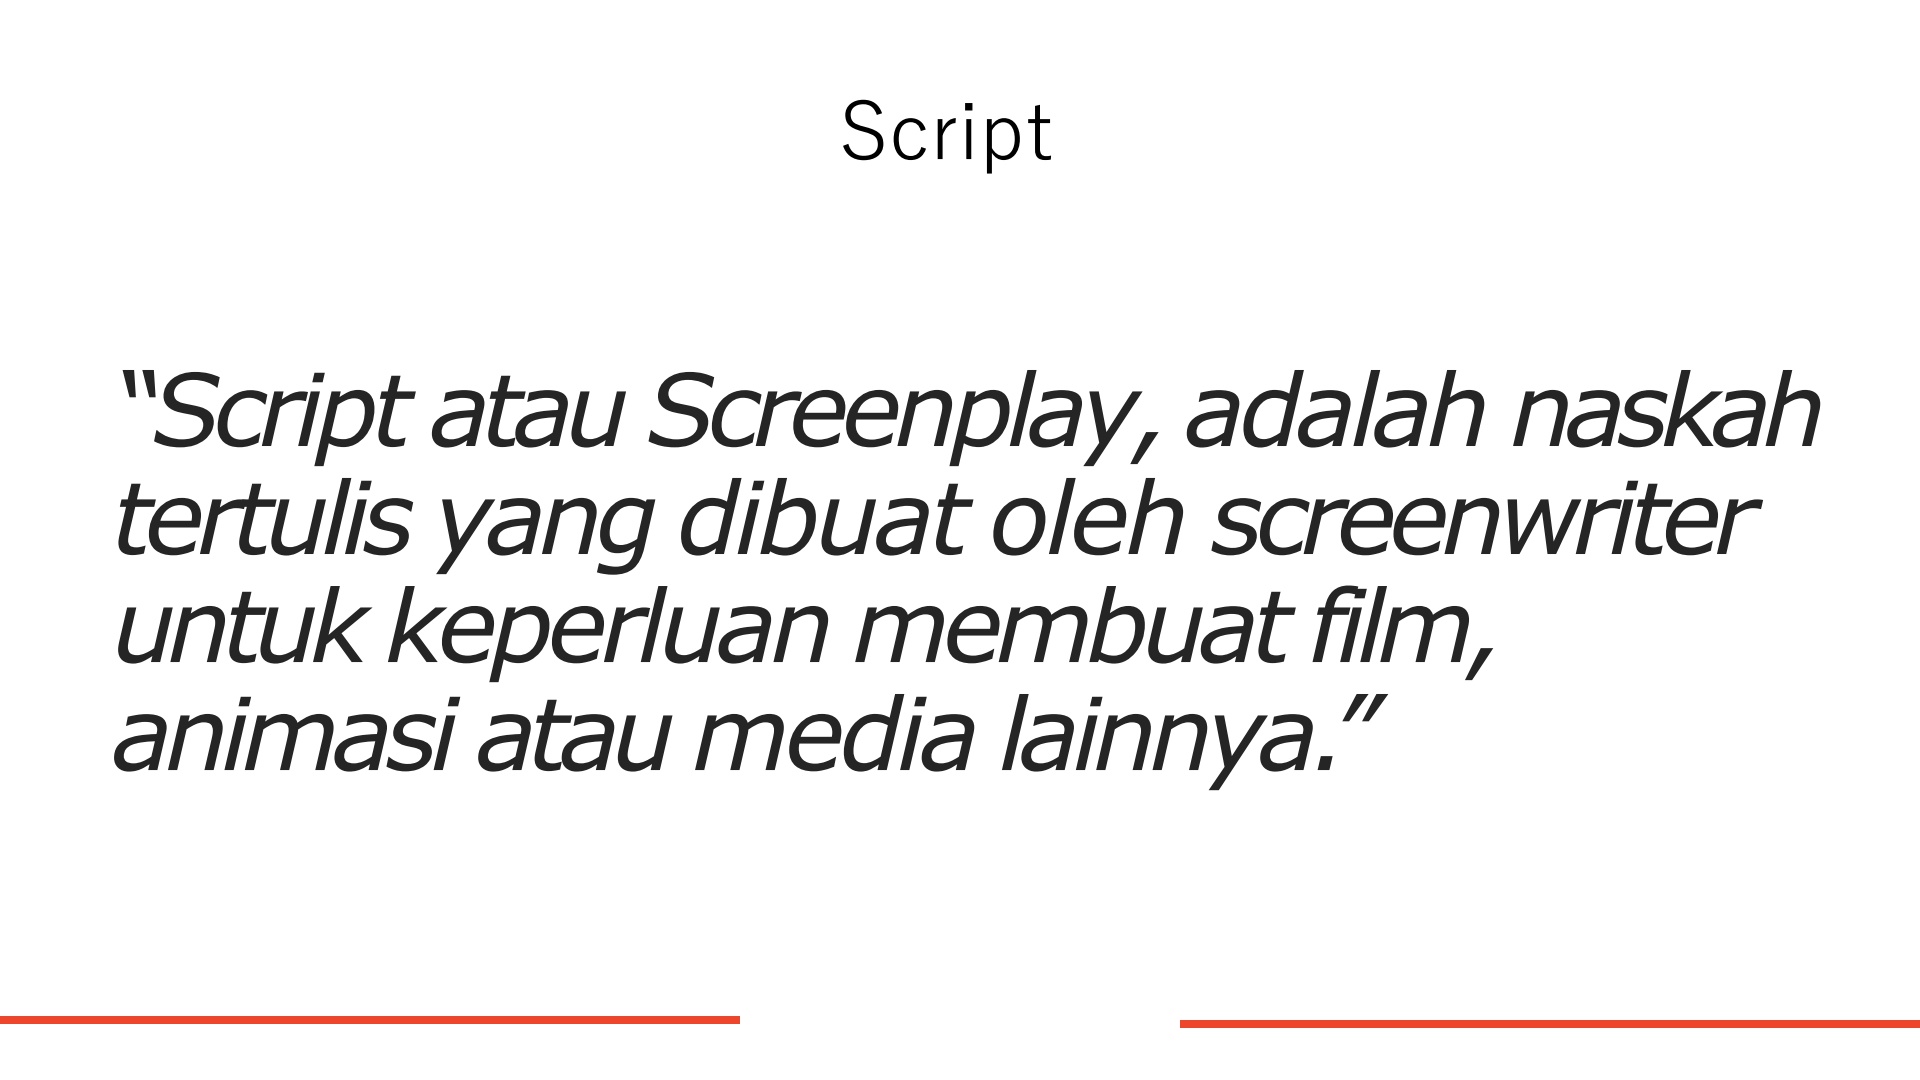 Script
“Script atau Screenplay, adalah naskah
tertulis yang dibuat oleh screenwriter
untuk keperluan membuat film,
animasi atau media lainnya.”